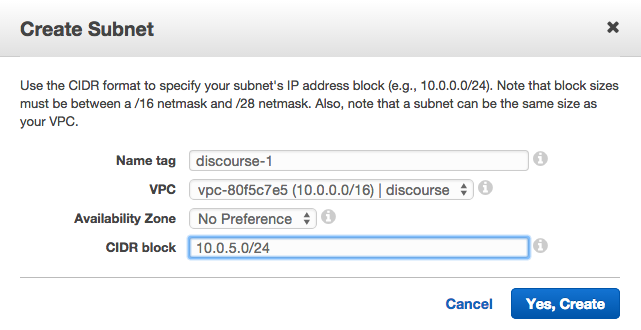 Create Subnet
Use the CIDR format to specify your subnet's IP address block (e.g., 10.0.0.0/24). Note that block sizes
must be between a /16 netmask and /28 netmask. Also, note that a subnet can be the same size as
your VPC.
Name tag discourse-1
VPC vpc-80f5c7e5 (10.0.0.0/16) | discourse
Availability Zone No Preference
CIDR block 10.0.5.0/24
Cancel Yes, Create